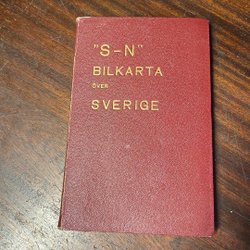 "S-N"
BILKARTA
ÖVER
SVERIGE